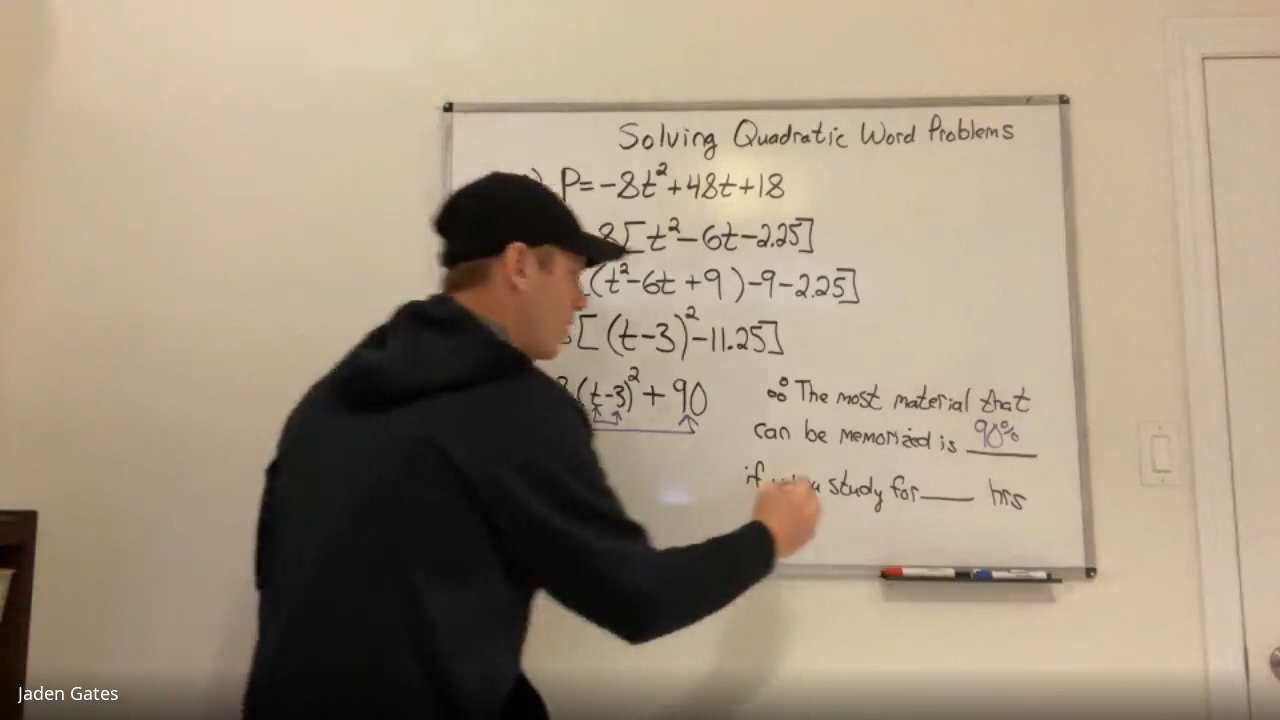 Solving Quadratic Word Problems
) P=-8t²+48t+18
8[t²-6t-2.25]
[(t²-6t+9)-9-2.25]
[(t-3)²-11.25]
(t-3)²+90
∴ The most material that
can be memorized is 90%
if study for ___ hrs
Jaden Gates